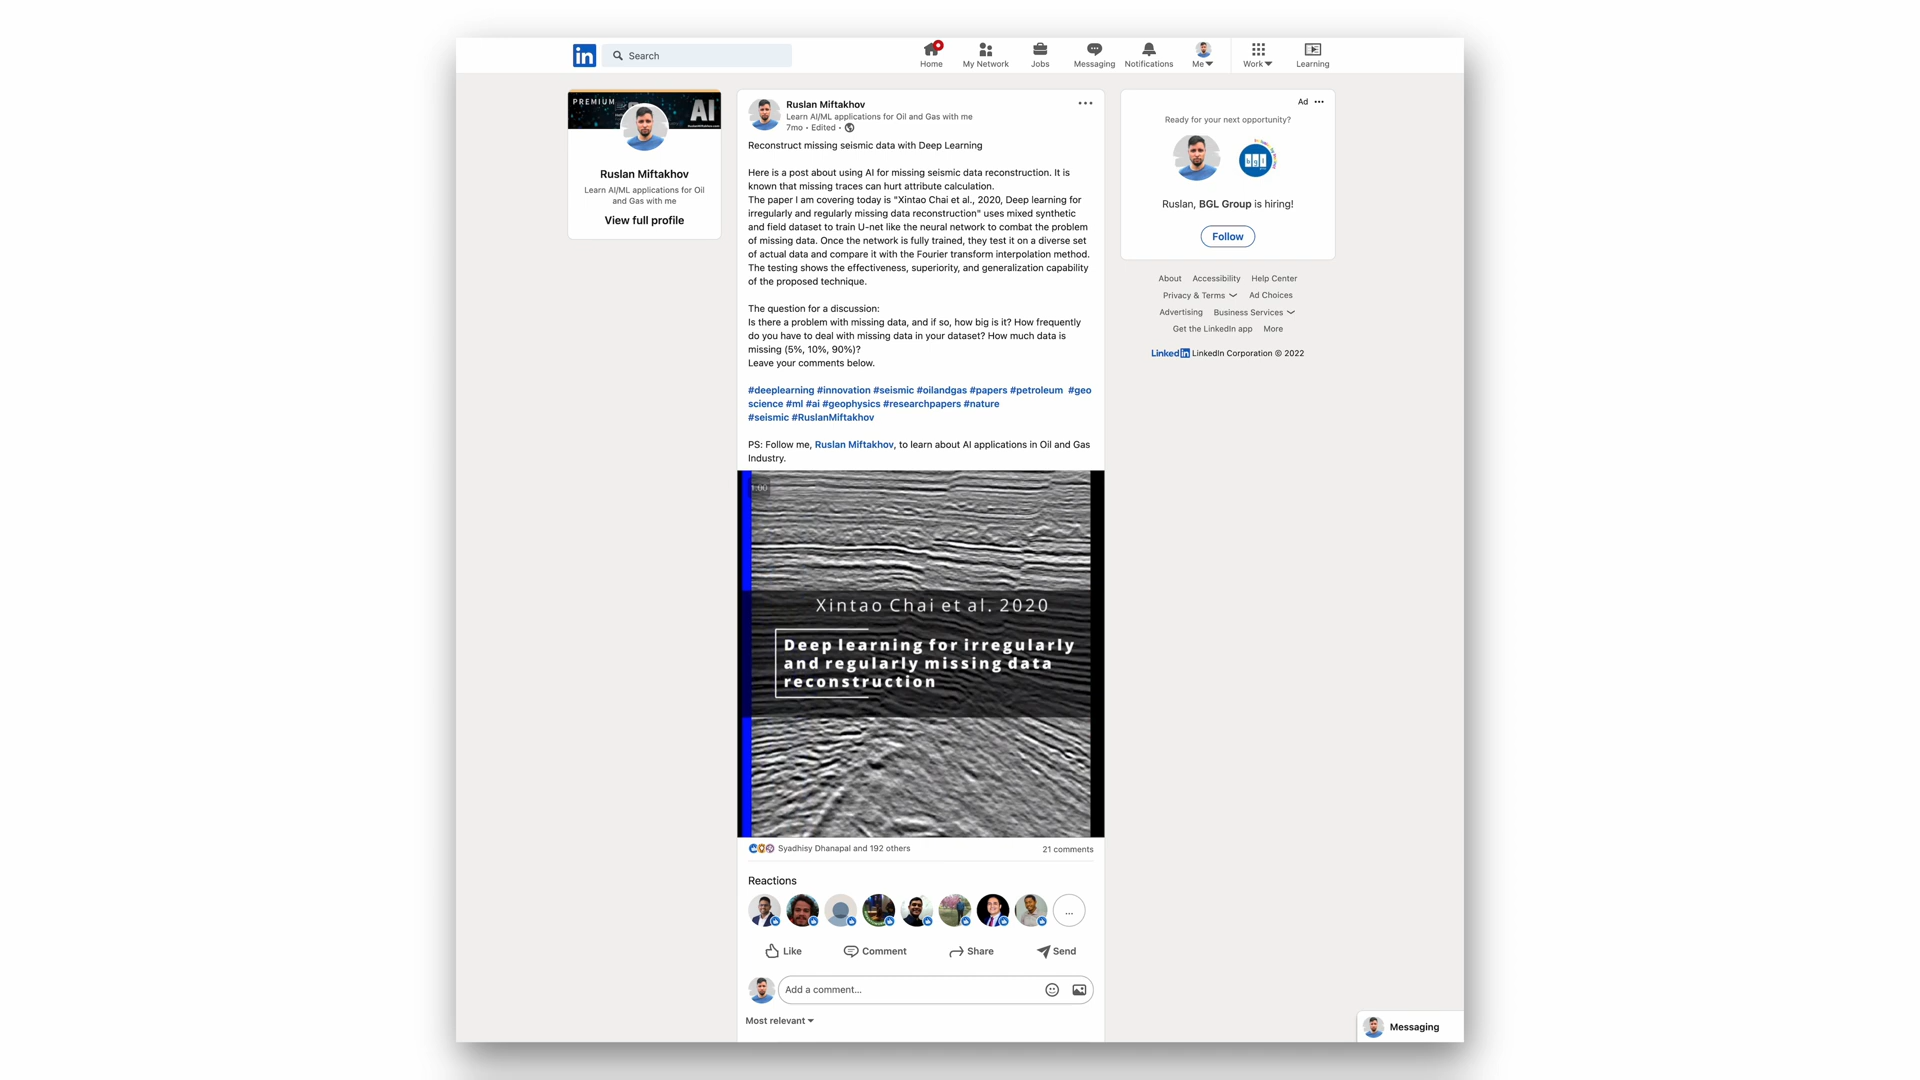 in
Search
Home
My Network
Jobs
Messaging
Notifications
Me
Work
Learning
PREMIUM
AI
Ruslan Miftakhov
Learn AI/ML applications for Oil
and Gas with me
View full profile
Ruslan Miftakhov
Learn AI/ML applications for Oil and Gas with me
7mo • Edited •
Reconstruct missing seismic data with Deep Learning
Here is a post about using AI for missing seismic data reconstruction. It is
known that missing traces can hurt attribute calculation.
The paper I am covering today is "Xintao Chai et al., 2020, Deep learning for
irregularly and regularly missing data reconstruction" uses mixed synthetic
and field dataset to train U-net like the neural network to combat the problem
of missing data. Once the network is fully trained, they test it on a diverse set
of actual data and compare it with the Fourier transform interpolation method.
The testing shows the effectiveness, superiority, and generalization capability
of the proposed technique.
The question for a discussion:
Is there a problem with missing data, and if so, how big is it? How frequently
do you have to deal with missing data in your dataset? How much data is
missing (5%, 10%, 90%)?
Leave your comments below.
#deeplearning #innovation #seismic #oilandgas #papers #petroleum #geo
science #ml #ai #geophysics #researchpapers #nature
#seismic #RuslanMiftakhov
PS: Follow me, Ruslan Miftakhov, to learn about AI applications in Oil and Gas
Industry.
1.00
Xintao Chai et al. 2020
Deep learning for irregularly
and regularly missing data
reconstruction
Syadhisy Dhanapal and 192 others
21 comments
Reactions
...
Like
Comment
Share
Send
Add a comment...
Most relevant
Ad
Ready for your next opportunity?
bgl
Ruslan, BGL Group is hiring!
Follow
About Accessibility Help Center
Privacy & Terms Ad Choices
Advertising Business Services
Get the LinkedIn app More
LinkedIn LinkedIn Corporation © 2022
Messaging